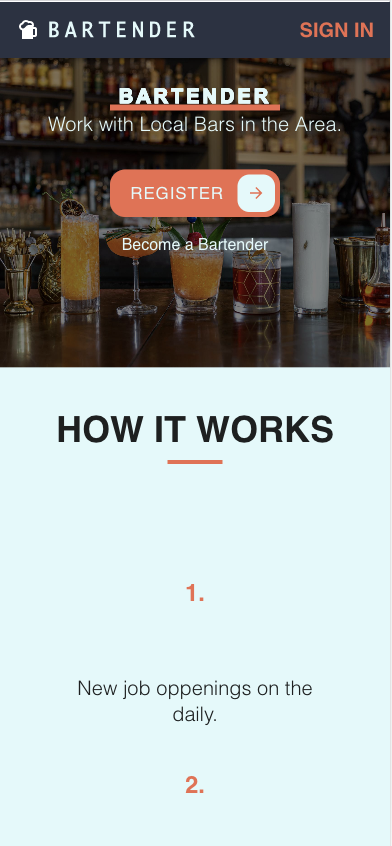 BARTENDER
SIGN IN
BARTENDER
Work with Local Bars in the Area.
REGISTER
Become a Bartender
HOW IT WORKS
1.
New job oppenings on the
daily.
2.